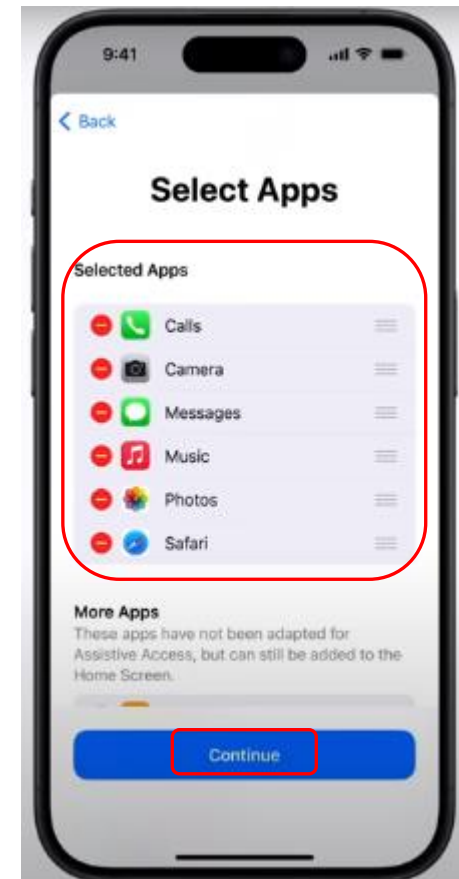 9:41
Back
Select Apps
Selected Apps
Calls
Camera
Messages
Music
Photos
Safari
More Apps
These apps have not been adapted for
Assistive Access, but can still be added to the
Home Screen.
Continue